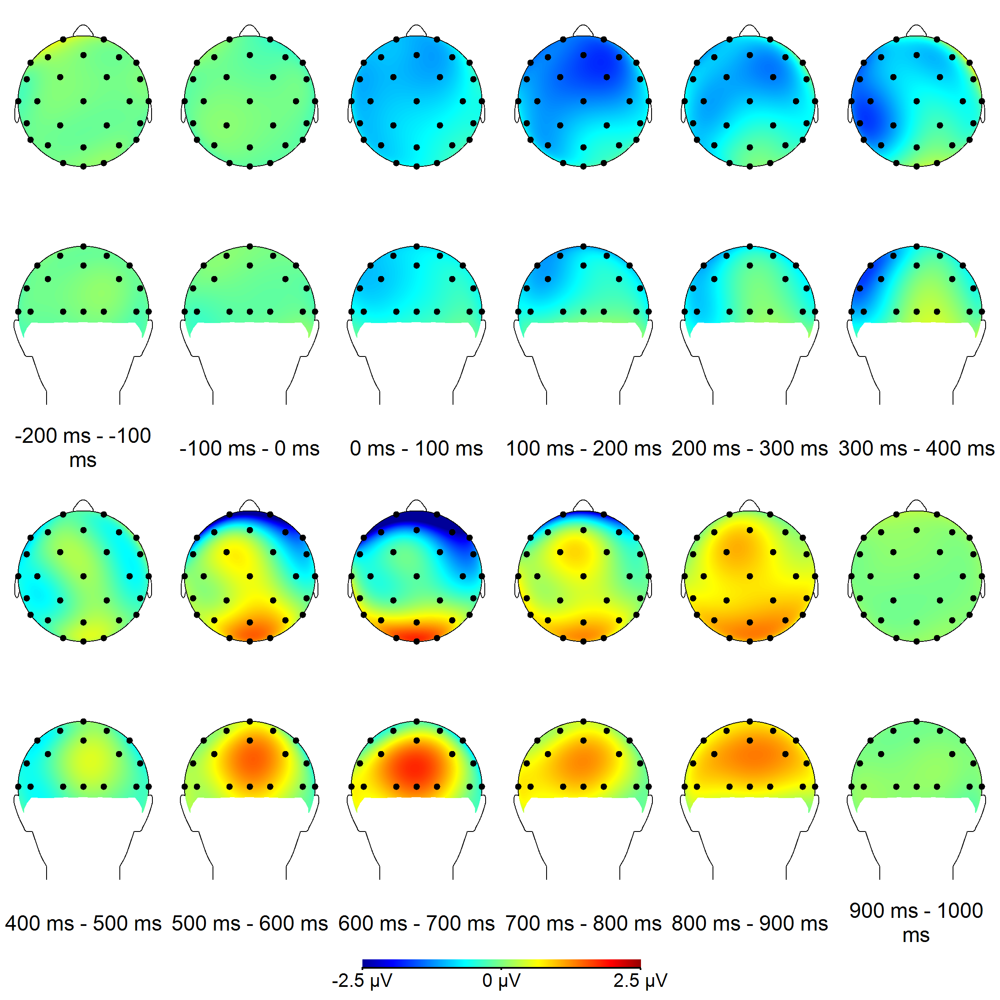 -200 ms - -100
ms
-100 ms - 0 ms
0 ms - 100 ms
100 ms - 200 ms
200 ms - 300 ms
300 ms - 400 ms
400 ms - 500 ms
500 ms - 600 ms
600 ms - 700 ms
700 ms - 800 ms
800 ms - 900 ms
900 ms - 1000
ms
-2.5 µV
0 µV
2.5 µV